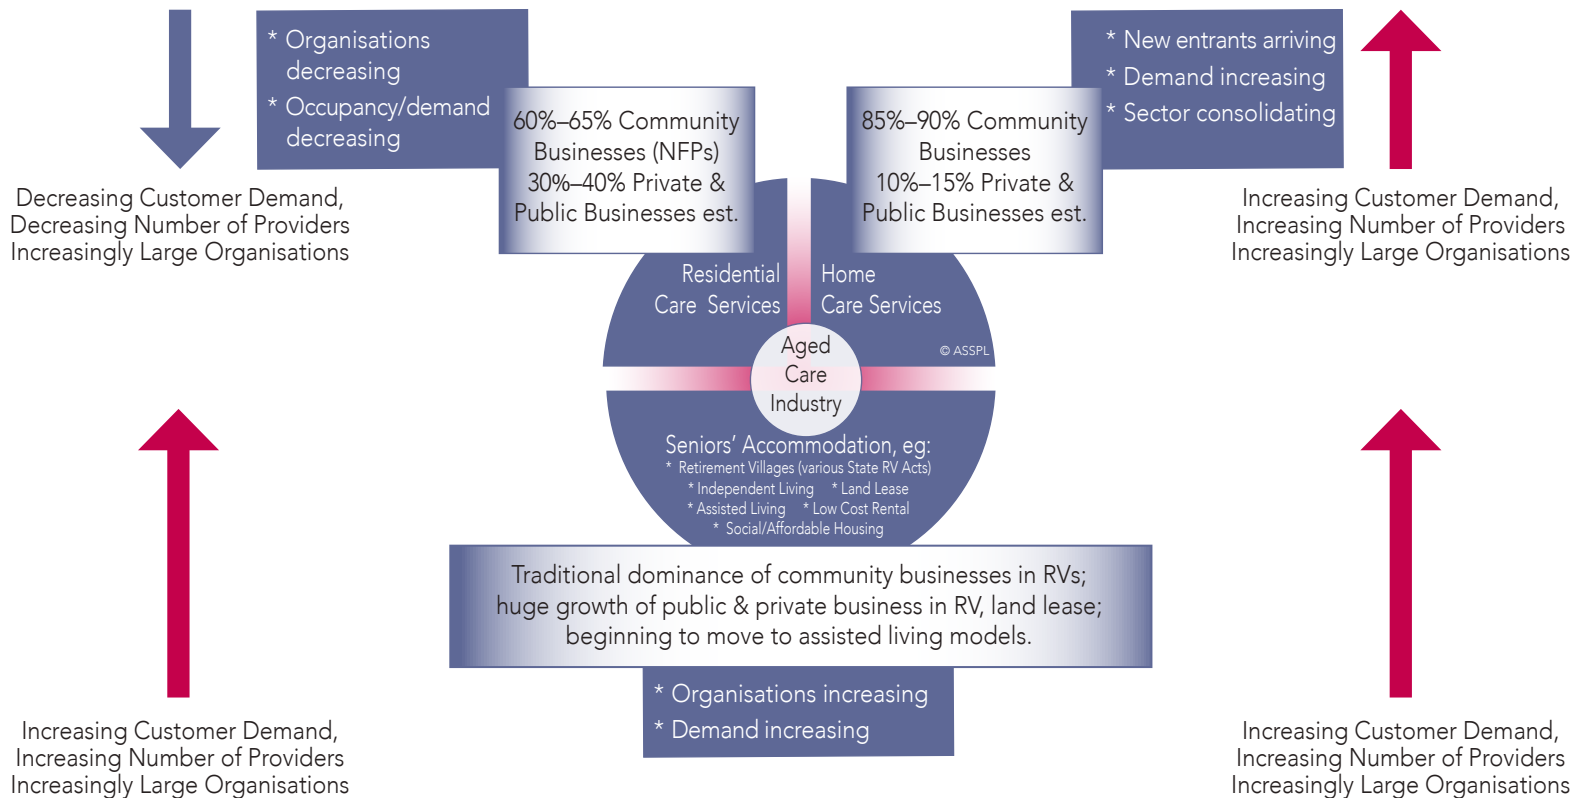 * Organisations
decreasing
* Occupancy/demand
decreasing
60%–65% Community
Businesses (NFPs)
30%–40% Private &
Public Businesses est.
85%–90% Community
Businesses
10%–15% Private &
Public Businesses est.
* New entrants arriving
* Demand increasing
* Sector consolidating
Decreasing Customer Demand,
Decreasing Number of Providers
Increasingly Large Organisations
Increasing Customer Demand,
Increasing Number of Providers
Increasingly Large Organisations
Residential
Care Services
Home
Care Services
© ASSPL
Aged
Care
Industry
Seniors’ Accommodation, eg:
* Retirement Villages (various State RV Acts)
* Independent Living * Land Lease
* Assisted Living * Low Cost Rental
* Social/Affordable Housing
Traditional dominance of community businesses in RVs;
huge growth of public & private business in RV, land lease;
beginning to move to assisted living models.
* Organisations increasing
* Demand increasing
Increasing Customer Demand,
Increasing Number of Providers
Increasingly Large Organisations
Increasing Customer Demand,
Increasing Number of Providers
Increasingly Large Organisations